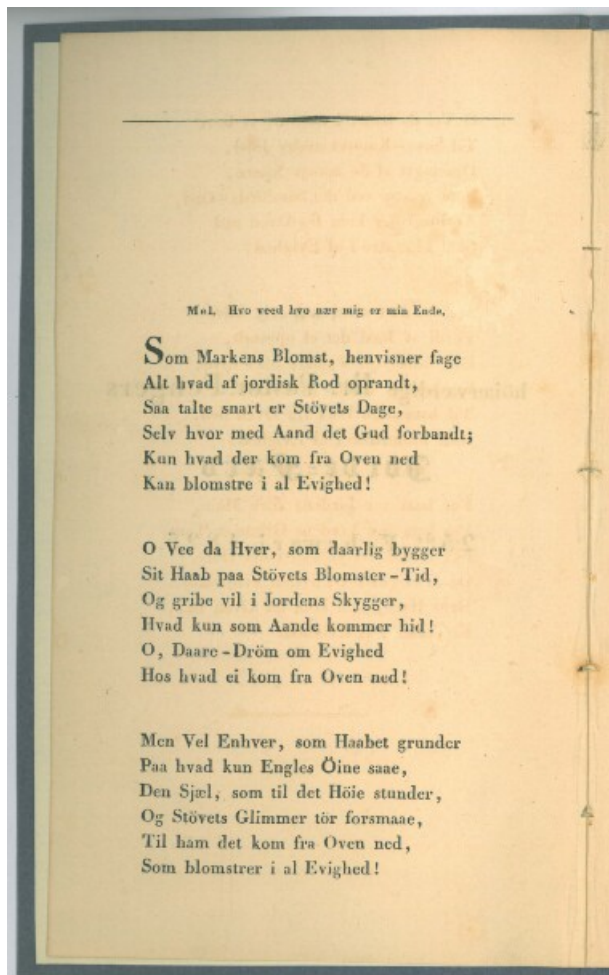 Mel. Hvo veed hvo nær mig er min Ende.
Som Markens Blomst, henvisner fage
Alt hvad af jordisk Rod oprandt,
Saa talte snart er Stövets Dage,
Selv hvor med Aand det Gud forbandt;
Kun hvad der kom fra Oven ned
Kan blomstre i al Evighed!
O Vee da Hver, som daarlig bygger
Sit Haab paa Stövets Blomster-Tid,
Og gribe vil i Jordens Skygger,
Hvad kun som Aande kommer hid!
O, Daare-Dröm om Evighed
Hos hvad ei kom fra Oven ned!
Men Vel Enhver, som Haabet grunder
Paa hvad kun Engles Öine saae,
Den Sjæl, som til det Höie stunder,
Og Stövets Glimmer tör forsmaae,
Til ham det kom fra Oven ned,
Som blomstrer i al Evighed!